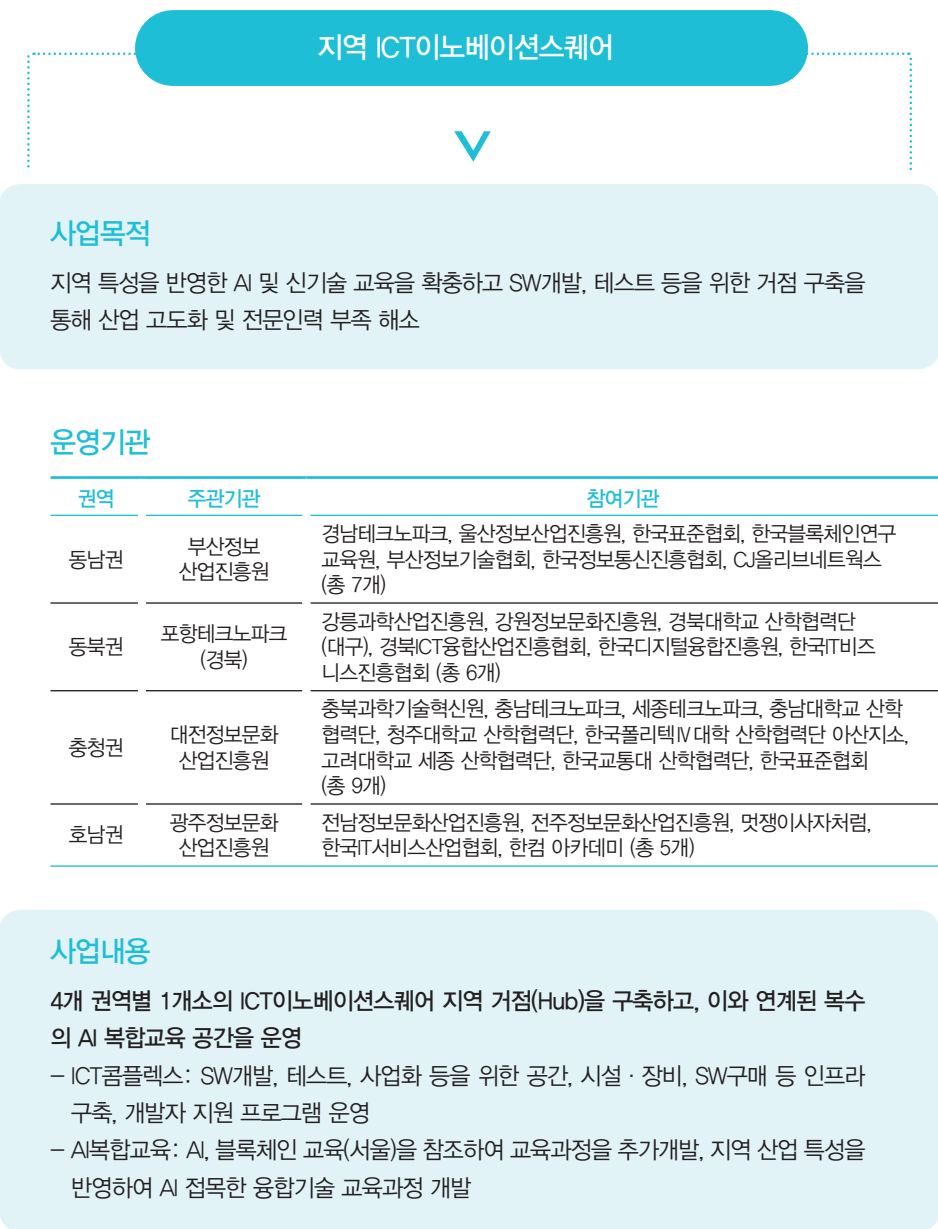 지역 ICT이노베이션스퀘어
사업목적
지역 특성을 반영한 AI 및 신기술 교육을 확충하고 SW개발, 테스트 등을 위한 거점 구축을
통해 산업 고도화 및 전문인력 부족 해소
운영기관
권역 주관기관 참여기관
동남권
부산정보
산업진흥원
경남테크노파크, 울산정보산업진흥원, 한국표준협회, 한국블록체인연구
교육원, 부산정보기술협회, 한국정보통신진흥협회, CJ올리브네트웍스
(총 7개)
동북권
포항테크노파크
(경북)
강릉과학산업진흥원, 강원정보문화진흥원, 경북대학교 산학협력단
(대구), 경북ICT융합산업진흥협회, 한국디지털융합진흥원, 한국IT비즈
니스진흥협회 (총 6개)
충청권
대전정보문화
산업진흥원
충북과학기술혁신원, 충남테크노파크, 세종테크노파크, 충남대학교 산학
협력단, 청주대학교 산학협력단, 한국폴리텍Ⅳ대학 산학협력단 아산지소,
고려대학교 세종 산학협력단, 한국교통대 산학협력단, 한국표준협회
(총 9개)
호남권
광주정보문화
산업진흥원
전남정보문화산업진흥원, 전주정보문화산업진흥원, 멋쟁이사자처럼,
한국IT서비스산업협회, 한컴 아카데미 (총 5개)
사업내용
4개 권역별 1개소의 ICT이노베이션스퀘어 지역 거점(Hub)을 구축하고, 이와 연계된 복수
의 AI 복합교육 공간을 운영
– ICT콤플렉스: SW개발, 테스트, 사업화 등을 위한 공간, 시설 · 장비, SW구매 등 인프라
구축, 개발자 지원 프로그램 운영
– AI복합교육: AI, 블록체인 교육(서울)을 참조하여 교육과정을 추가개발, 지역 산업 특성을
반영하여 AI 접목한 융합기술 교육과정 개발